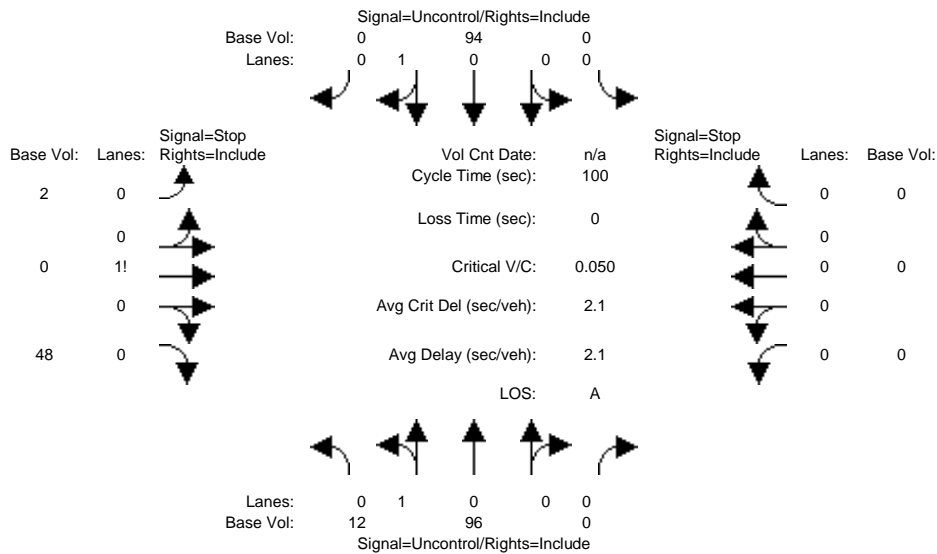 Signal=Uncontrol/Rights=Include
Base Vol: 0 94 0
Lanes: 0 1 0 0 0
Signal=Stop Signal=Stop
Base Vol: Lanes: Rights=Include Vol Cnt Date: n/a Rights=Include Lanes: Base Vol:
Cycle Time (sec): 100
2 0 0 0
Loss Time (sec): 0
0 0
0 1! Critical V/C: 0.050 0 0
0 Avg Crit Del (sec/veh): 2.1 0
48 0 Avg Delay (sec/veh): 2.1 0 0
LOS: A
Lanes: 0 1 0 0 0
Base Vol: 12 96 0
Signal=Uncontrol/Rights=Include